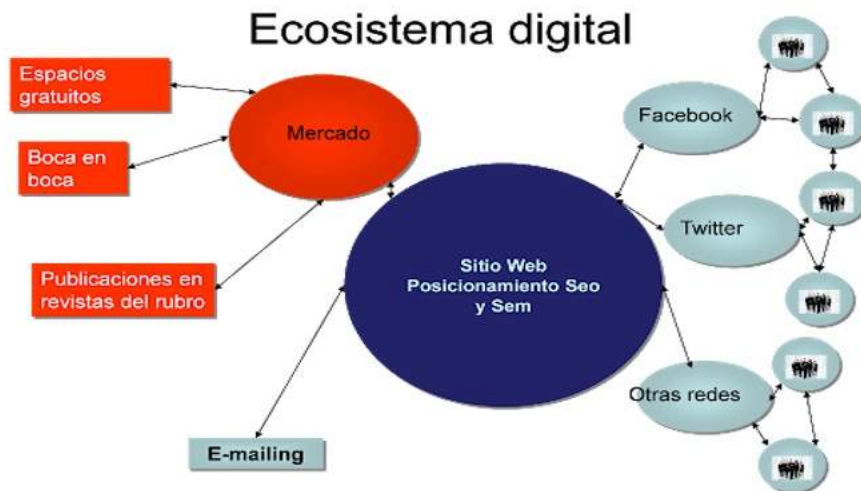 Ecosistema digital
Espacios
gratuitos
Mercado
Boca en
boca
Publicaciones en
revistas del rubro
E-mailing
Sitio Web
Posicionamiento Seo
y Sem
Facebook
Twitter
Otras redes